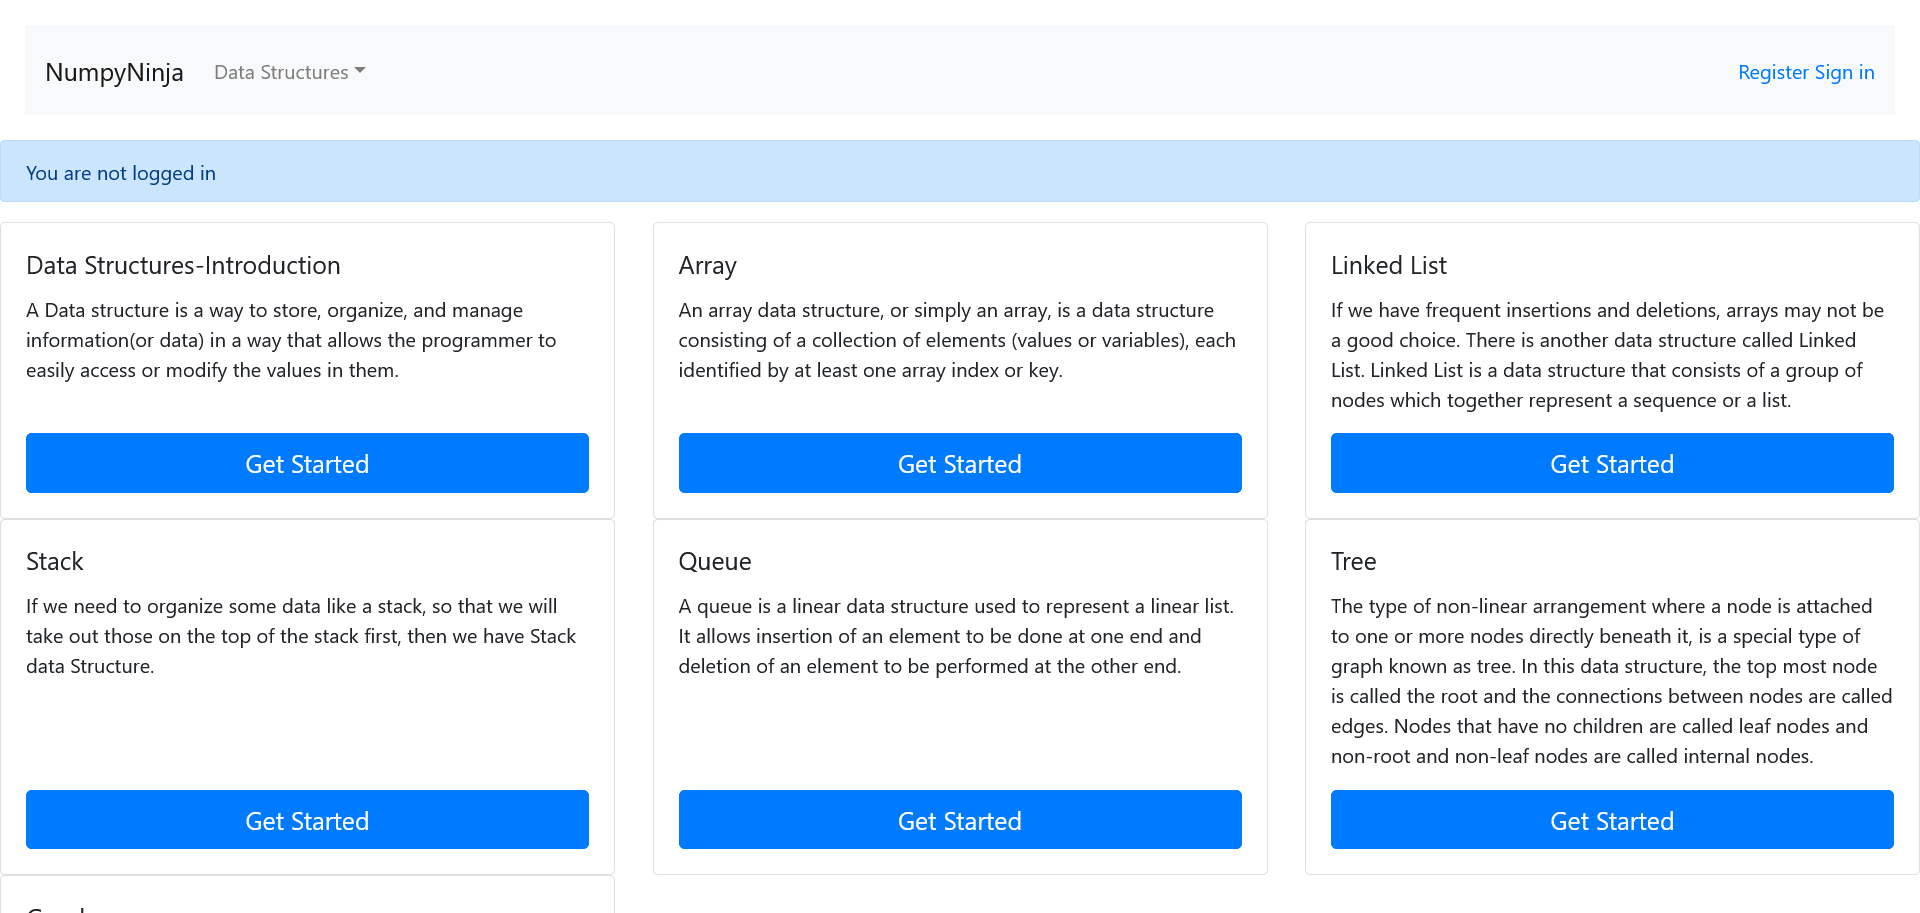 NumpyNinja
Data Structures
Register Sign in
You are not logged in
Data Structures-Introduction
A Data structure is a way to store, organize, and manage
information(or data) in a way that allows the programmer to
easily access or modify the values in them.
Get Started
Array
An array data structure, or simply an array, is a data structure
consisting of a collection of elements (values or variables), each
identified by at least one array index or key.
Get Started
Linked List
If we have frequent insertions and deletions, arrays may not be
a good choice. There is another data structure called Linked
List. Linked List is a data structure that consists of a group of
nodes which together represent a sequence or a list.
Get Started
Stack
If we need to organize some data like a stack, so that we will
take out those on the top of the stack first, then we have Stack
data Structure.
Get Started
Queue
A queue is a linear data structure used to represent a linear list.
It allows insertion of an element to be done at one end and
deletion of an element to be performed at the other end.
Get Started
Tree
The type of non-linear arrangement where a node is attached
to one or more nodes directly beneath it, is a special type of
graph known as tree. In this data structure, the top most node
is called the root and the connections between nodes are called
edges. Nodes that have no children are called leaf nodes and
non-root and non-leaf nodes are called internal nodes.
Get Started